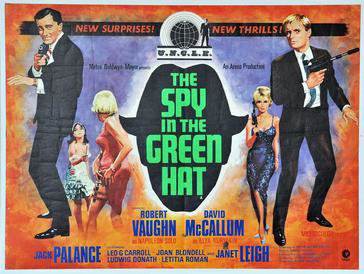 NEW SURPRISES!
NEW THRILLS!
U.N.C.L.E.
Metro-Goldwyn-Mayer presents
An Arena Production
THE
SPY
IN THE
GREEN
HAT
ROBERT VAUGHN
AS NAPOLEON SOLO
DAVID McCALLUM
AS ILLYA KURYAKIN
METROCOLOR
JACK PALANCE
LEO G CARROLL · JOAN BLONDELL
LUDWIG DONATH · LETITIA ROMAN
and JANET LEIGH